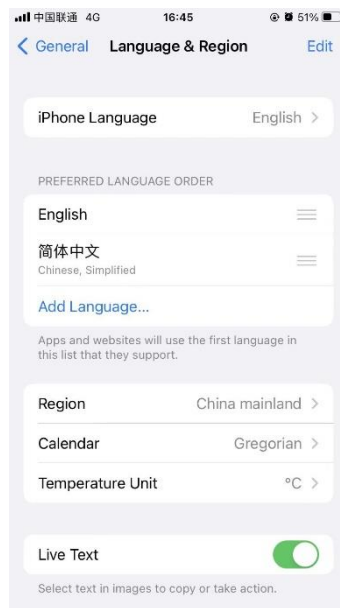 中国联通 4G 16:45 51%
General Language & Region Edit
iPhone Language English
PREFERRED LANGUAGE ORDER
English
简体中文
Chinese, Simplified
Add Language...
Apps and websites will use the first language in
this list that they support.
Region China mainland
Calendar Gregorian
Temperature Unit °C
Live Text
Select text in images to copy or take action.